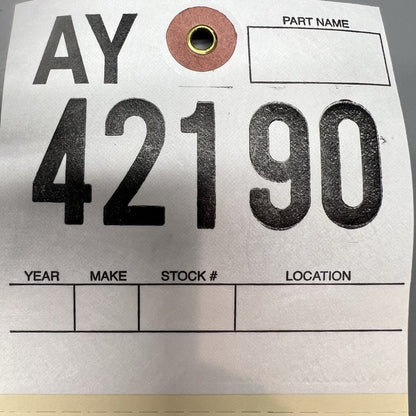 AY
PART NAME
42190
YEAR MAKE STOCK # LOCATION